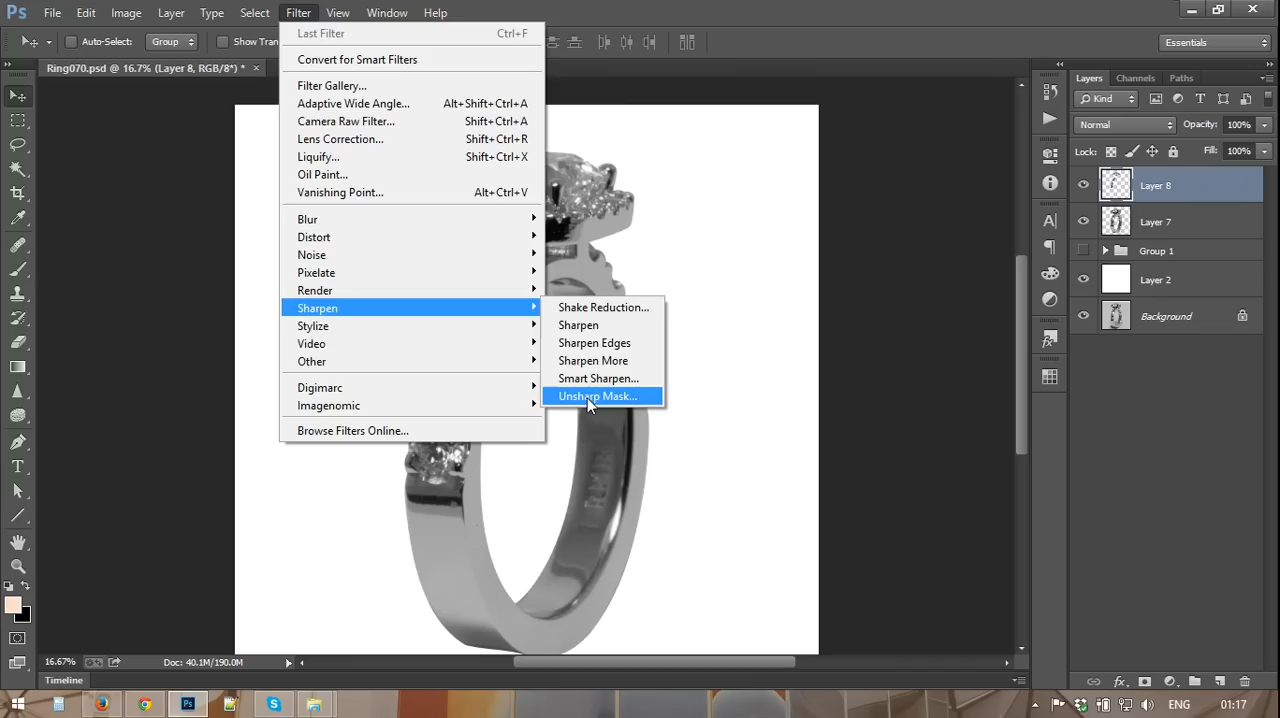 Ps File Edit Image Layer Type Select Filter View Window Help
Auto-Select: Group Show Tran Essentials
Ring070.psd @ 16.7% (Layer 8, RGB/8*) * ×
Last Filter Ctrl+F
Convert for Smart Filters
Filter Gallery...
Adaptive Wide Angle... Alt+Shift+Ctrl+A
Camera Raw Filter... Shift+Ctrl+A
Lens Correction... Shift+Ctrl+R
Liquify... Shift+Ctrl+X
Oil Paint...
Vanishing Point... Alt+Ctrl+V
Blur
Distort
Noise
Pixelate
Render
Sharpen
Stylize
Video
Other
Digimarc
Imagenomic
Browse Filters Online...
Shake Reduction...
Sharpen
Sharpen Edges
Sharpen More
Smart Sharpen...
Unsharp Mask...
Layers Channels Paths
Kind
Normal Opacity: 100%
Lock: Fill: 100%
Layer 8
Layer 7
Group 1
Layer 2
Background
16.67% Doc: 40.1M/190.0M
Timeline
ENG 01:17